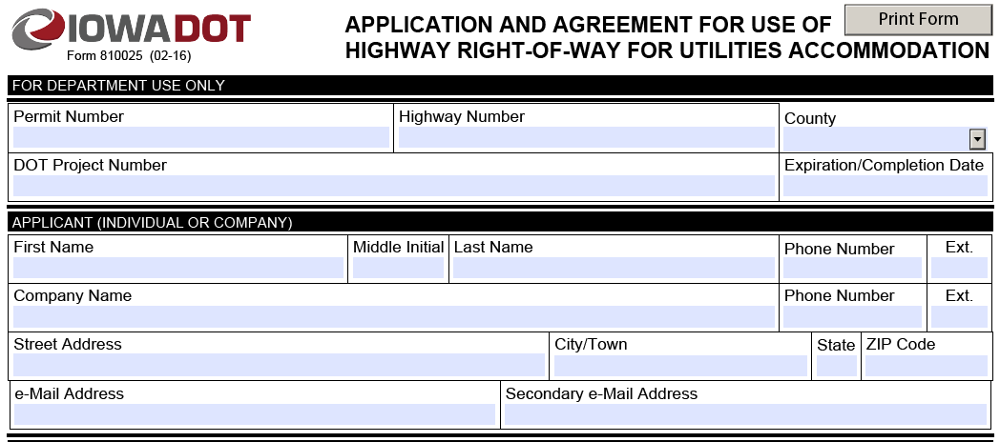 IOWADOT
Form 810025 (02-16)
APPLICATION AND AGREEMENT FOR USE OF
HIGHWAY RIGHT-OF-WAY FOR UTILITIES ACCOMMODATION
Print Form
FOR DEPARTMENT USE ONLY
Permit Number
Highway Number
County
DOT Project Number
Expiration/Completion Date
APPLICANT (INDIVIDUAL OR COMPANY)
First Name
Middle Initial
Last Name
Phone Number
Ext.
Company Name
Phone Number
Ext.
Street Address
City/Town
State
ZIP Code
e-Mail Address
Secondary e-Mail Address